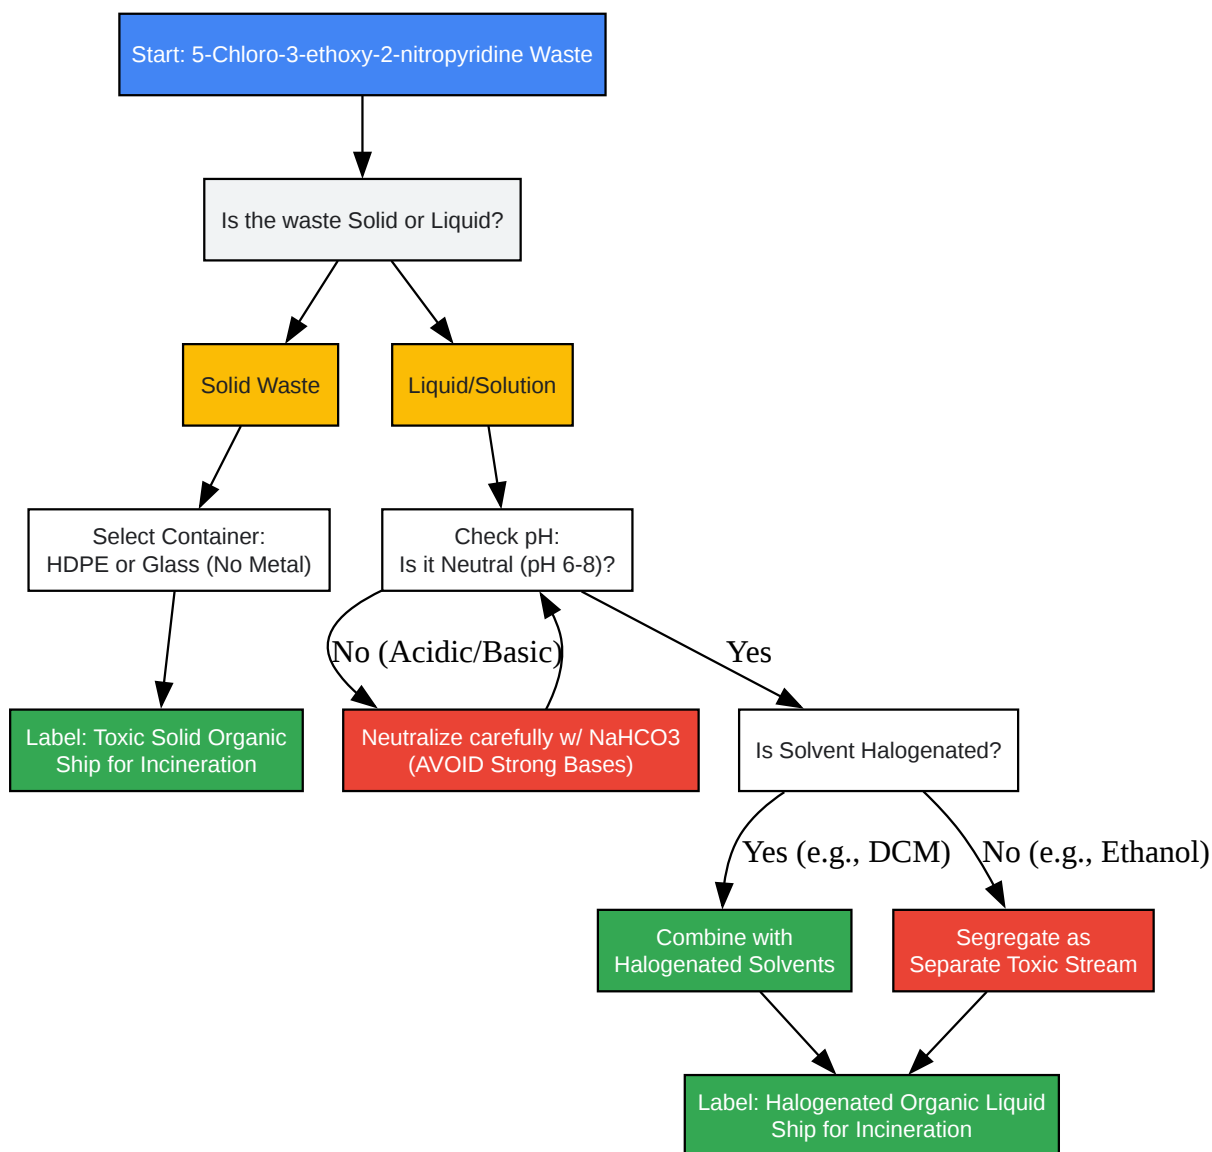 Start: 5-Chloro-3-ethoxy-2-nitropyridine Waste
Is the waste Solid or Liquid?
Solid Waste
Liquid/Solution
Select Container:
HDPE or Glass (No Metal)
Check pH:
Is it Neutral (pH 6-8)?
No (Acidic/Basic)
Yes
Label: Toxic Solid Organic
Ship for Incineration
Neutralize carefully w/ NaHCO3
(AVOID Strong Bases)
Is Solvent Halogenated?
Yes (e.g., DCM)
No (e.g., Ethanol)
Combine with
Halogenated Solvents
Segregate as
Separate Toxic Stream
Label: Halogenated Organic Liquid
Ship for Incineration